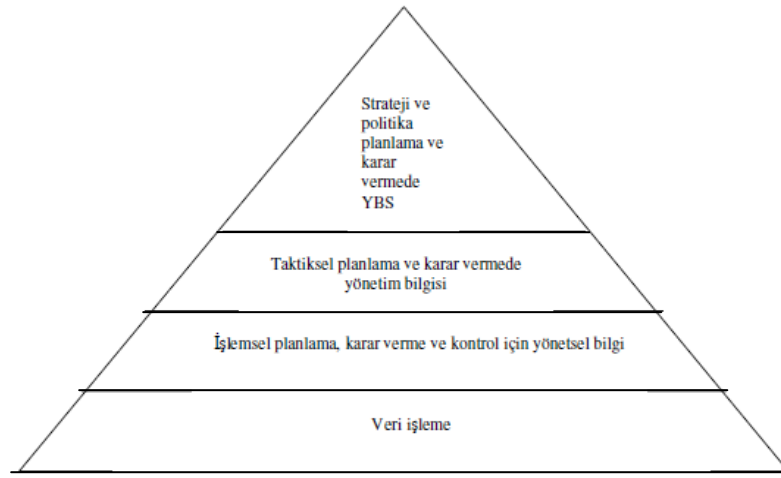 Strateji ve
politika
planlama ve
karar
vermede
YBS
Taktiksel planlama ve karar vermede
yönetim bilgisi
İşlemsel planlama, karar verme ve kontrol için yönetsel bilgi
Veri işleme